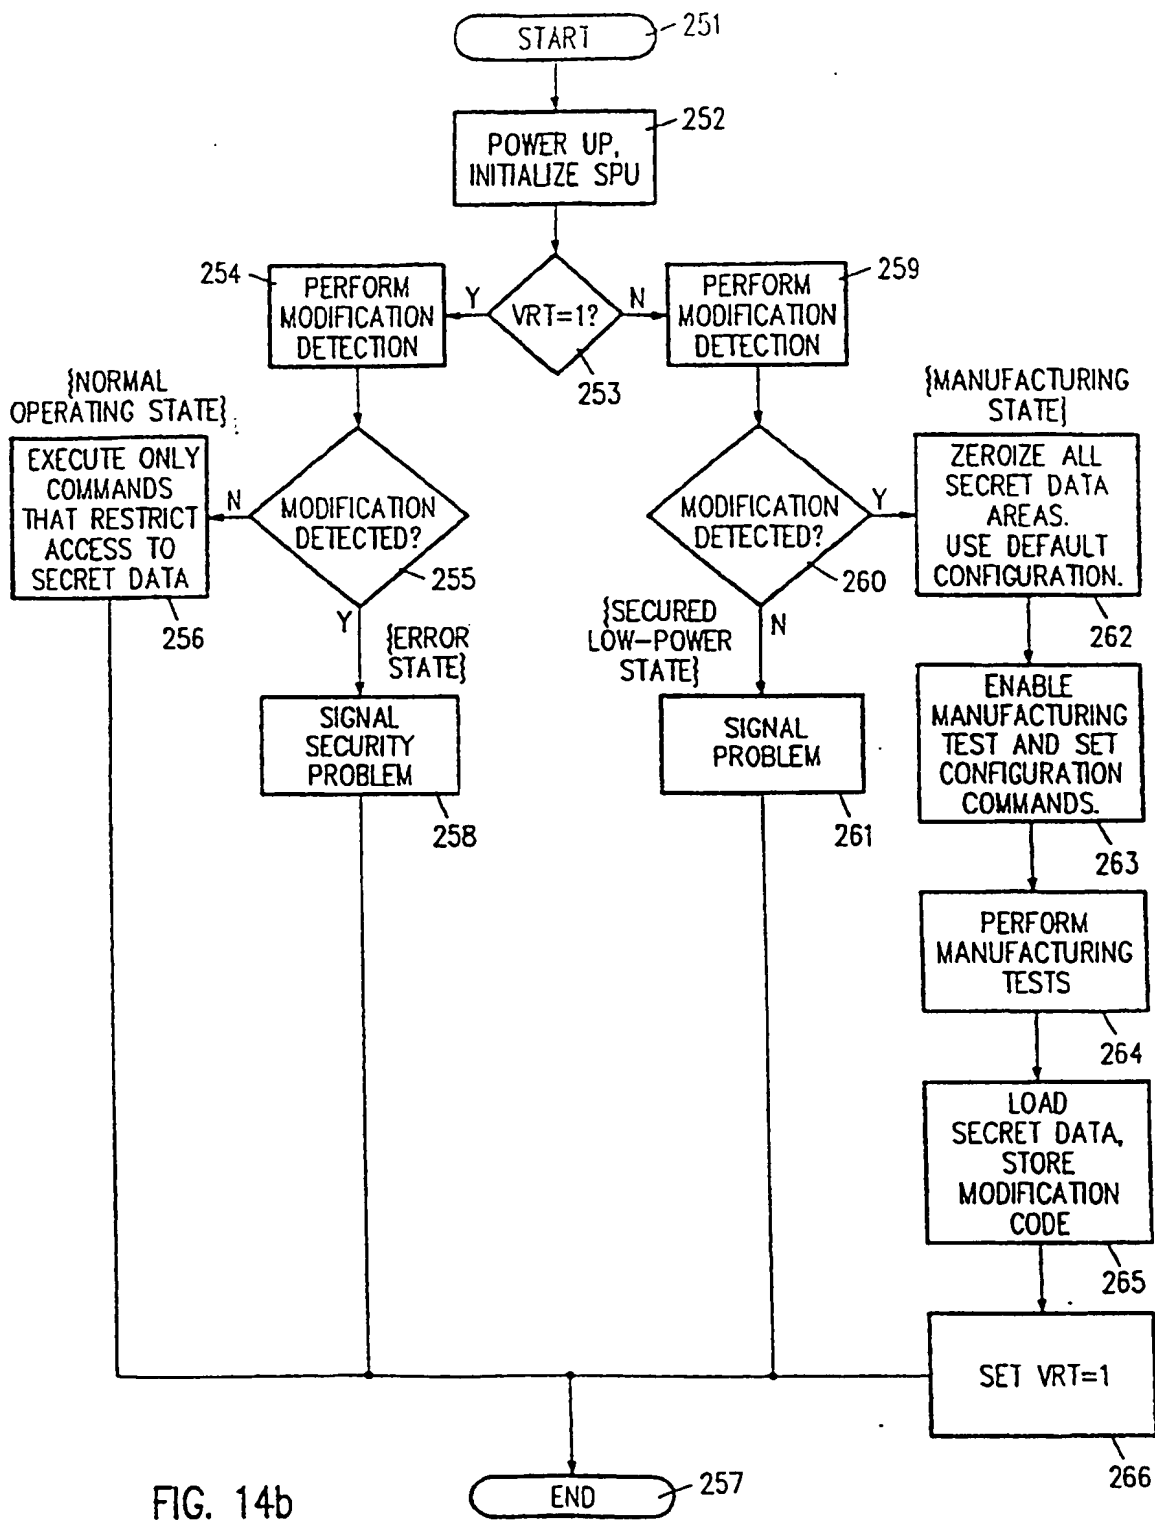 START
251
POWER UP,
INITIALIZE SPU
252
254
PERFORM
MODIFICATION
DETECTION
Y
VRT=1?
253
N
PERFORM
MODIFICATION
DETECTION
259
{NORMAL
OPERATING STATE}
EXECUTE ONLY
COMMANDS
THAT RESTRICT
ACCESS TO
SECRET DATA
256
N
MODIFICATION
DETECTED?
255
Y
{ERROR
STATE}
SIGNAL
SECURITY
PROBLEM
258
MODIFICATION
DETECTED?
260
Y
N
{SECURED
LOW-POWER
STATE}
SIGNAL
PROBLEM
261
{MANUFACTURING
STATE}
ZEROIZE ALL
SECRET DATA
AREAS.
USE DEFAULT
CONFIGURATION.
262
ENABLE
MANUFACTURING
TEST AND SET
CONFIGURATION
COMMANDS.
263
PERFORM
MANUFACTURING
TESTS
264
LOAD
SECRET DATA,
STORE
MODIFICATION
CODE
265
SET VRT=1
266
END
257
FIG. 14b